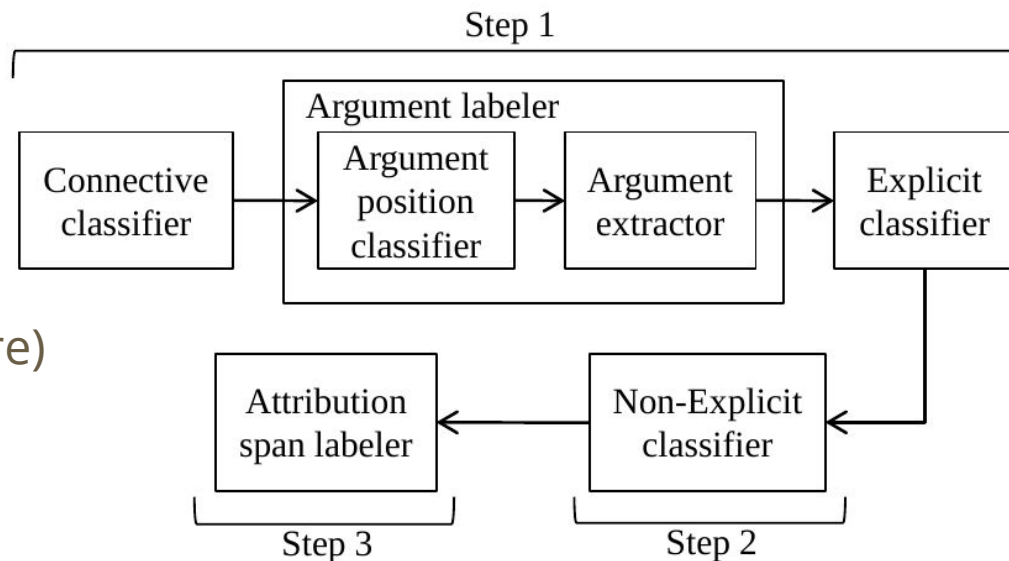 Step 1
Argument labeler
Connective
classifier
Argument
position
classifier
Argument
extractor
Explicit
classifier
re)
Attribution
span labeler
Non-Explicit
classifier
Step 3
Step 2